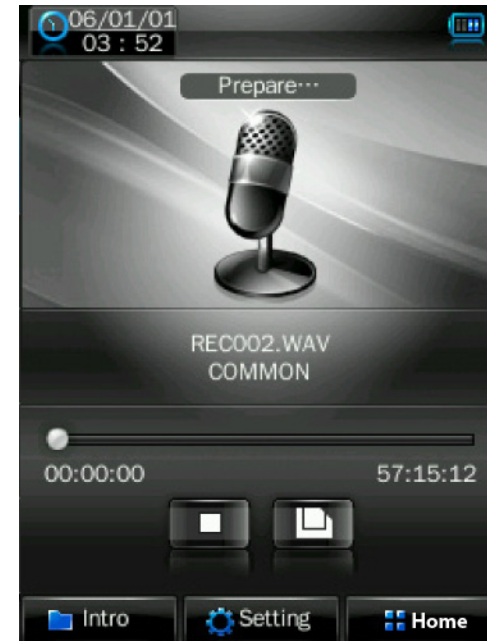 06/01/01
03 : 52
Prepare···
REC002.WAV
COMMON
00:00:00 57:15:12
Intro Setting Home